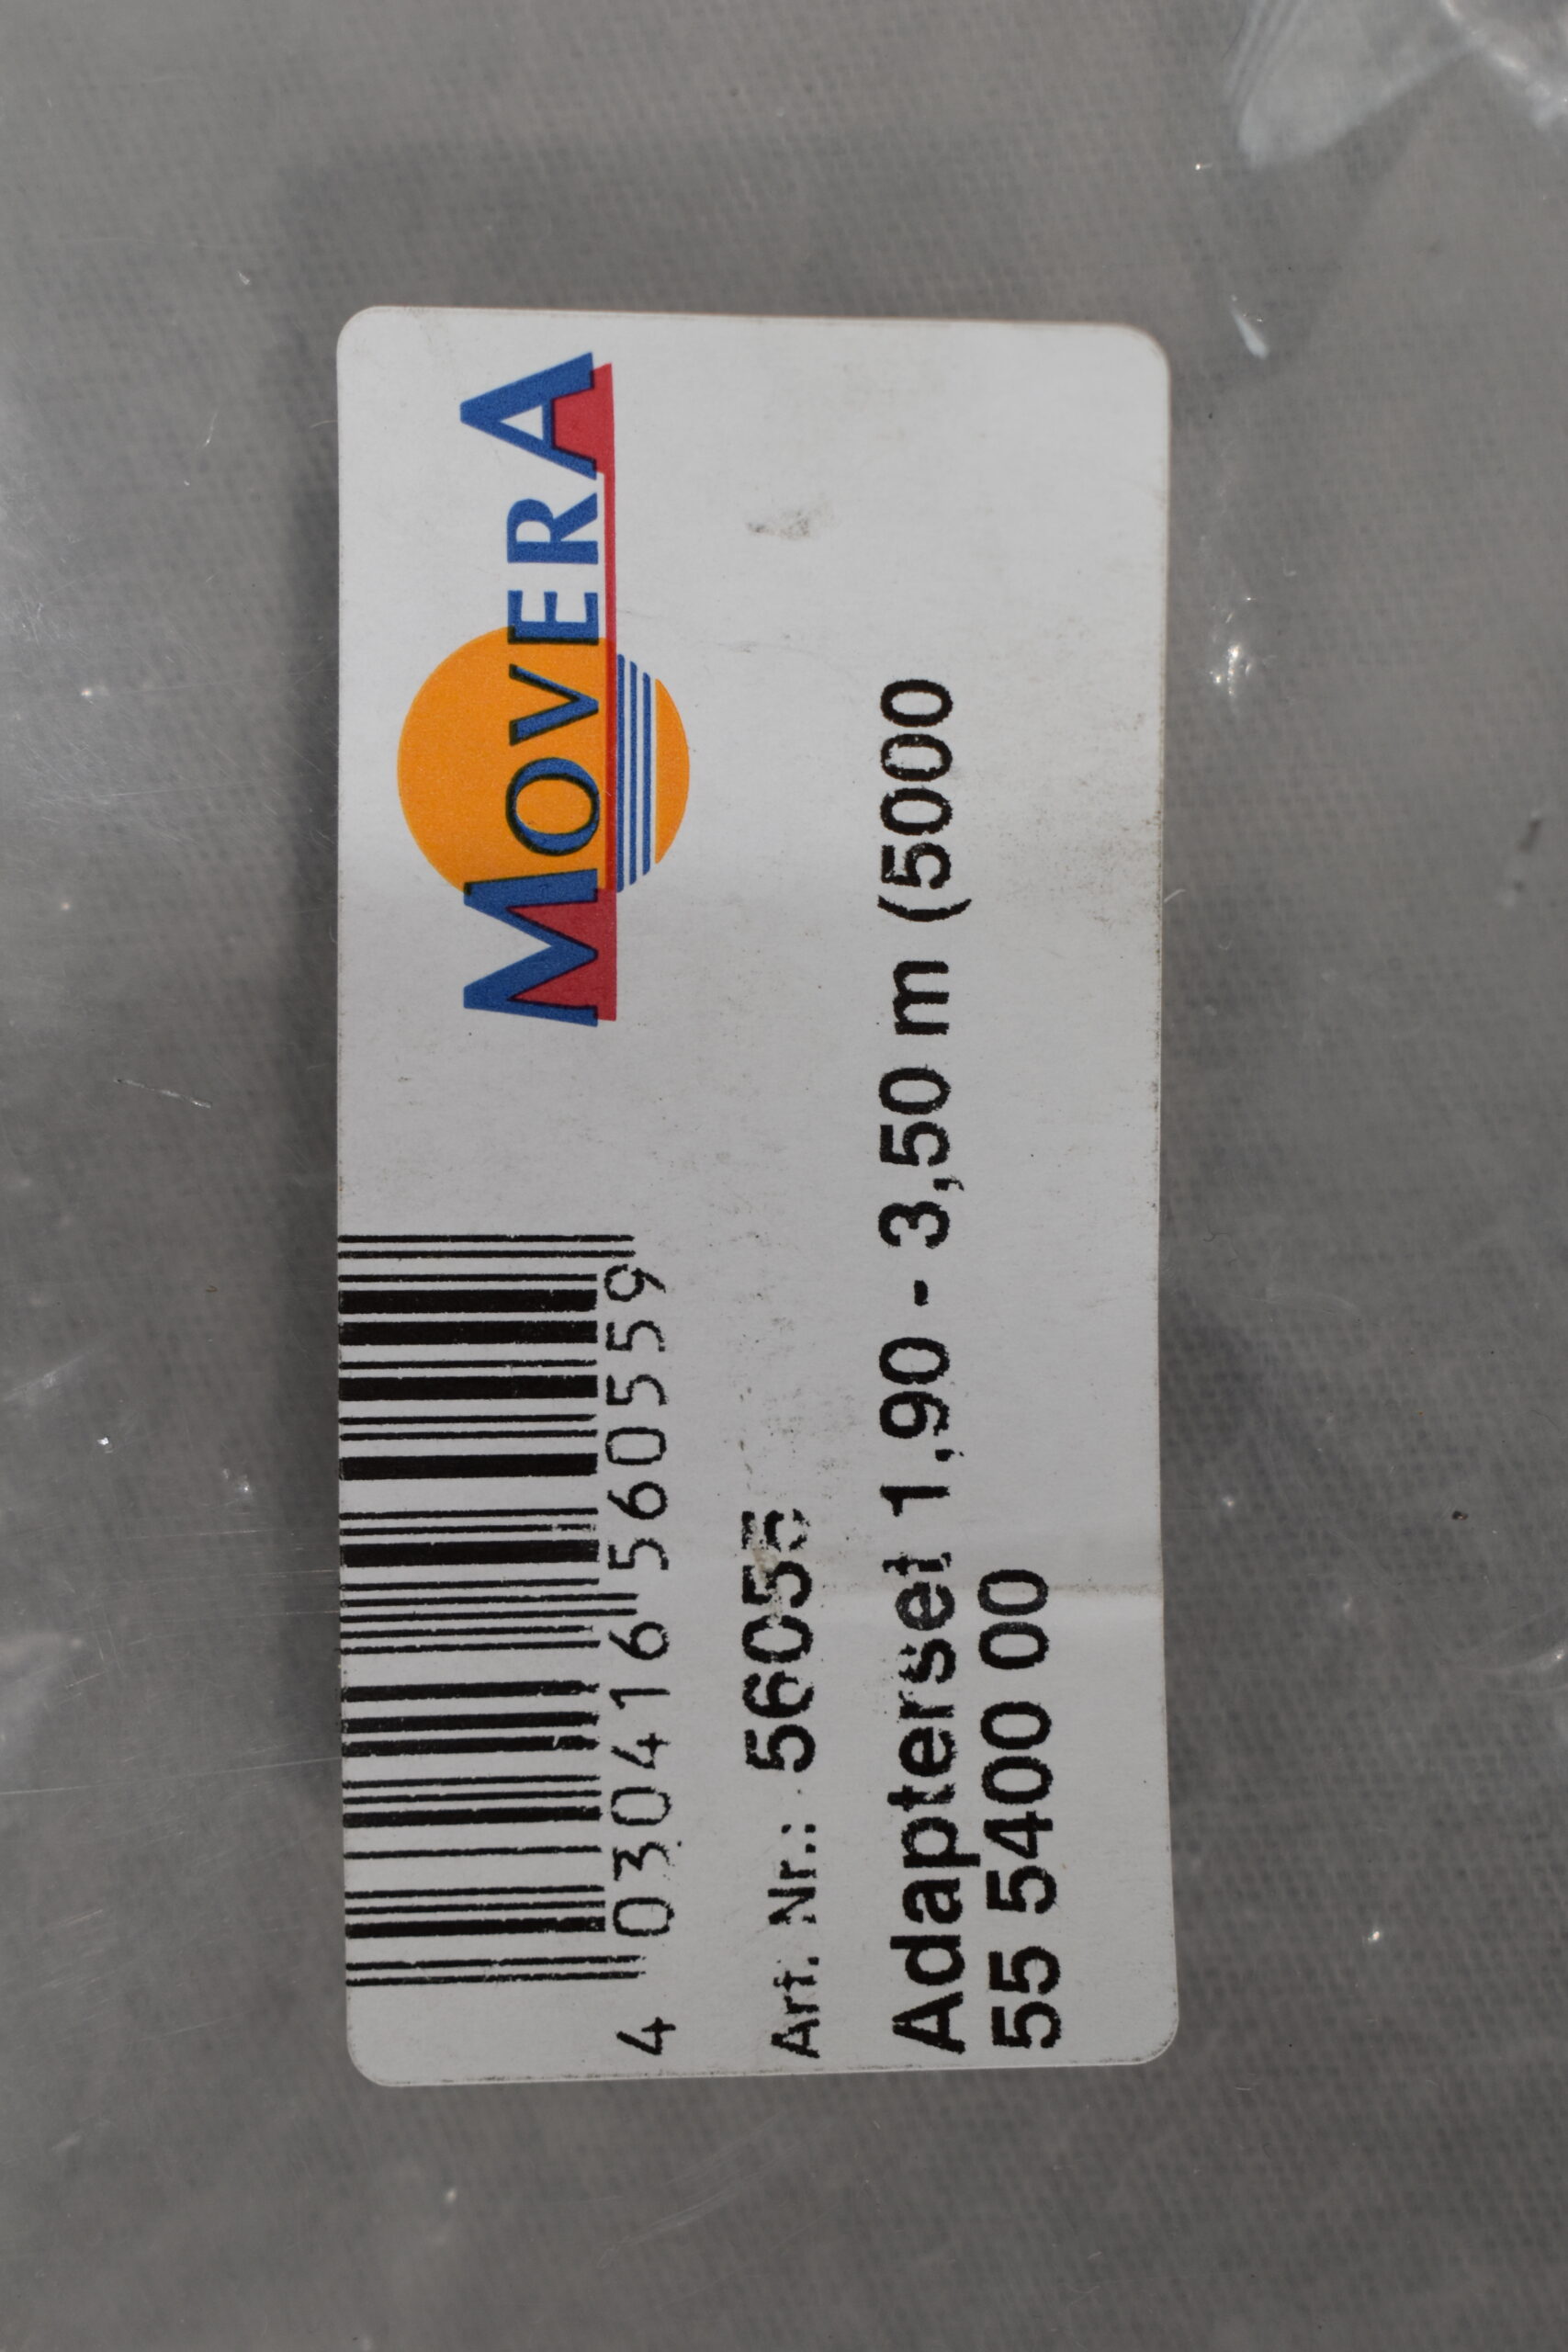 MOVERA
4 030416 560559
Art. Nr.: 56055
Adapterset 1,90 - 3,50 m (5000
55 5400 00